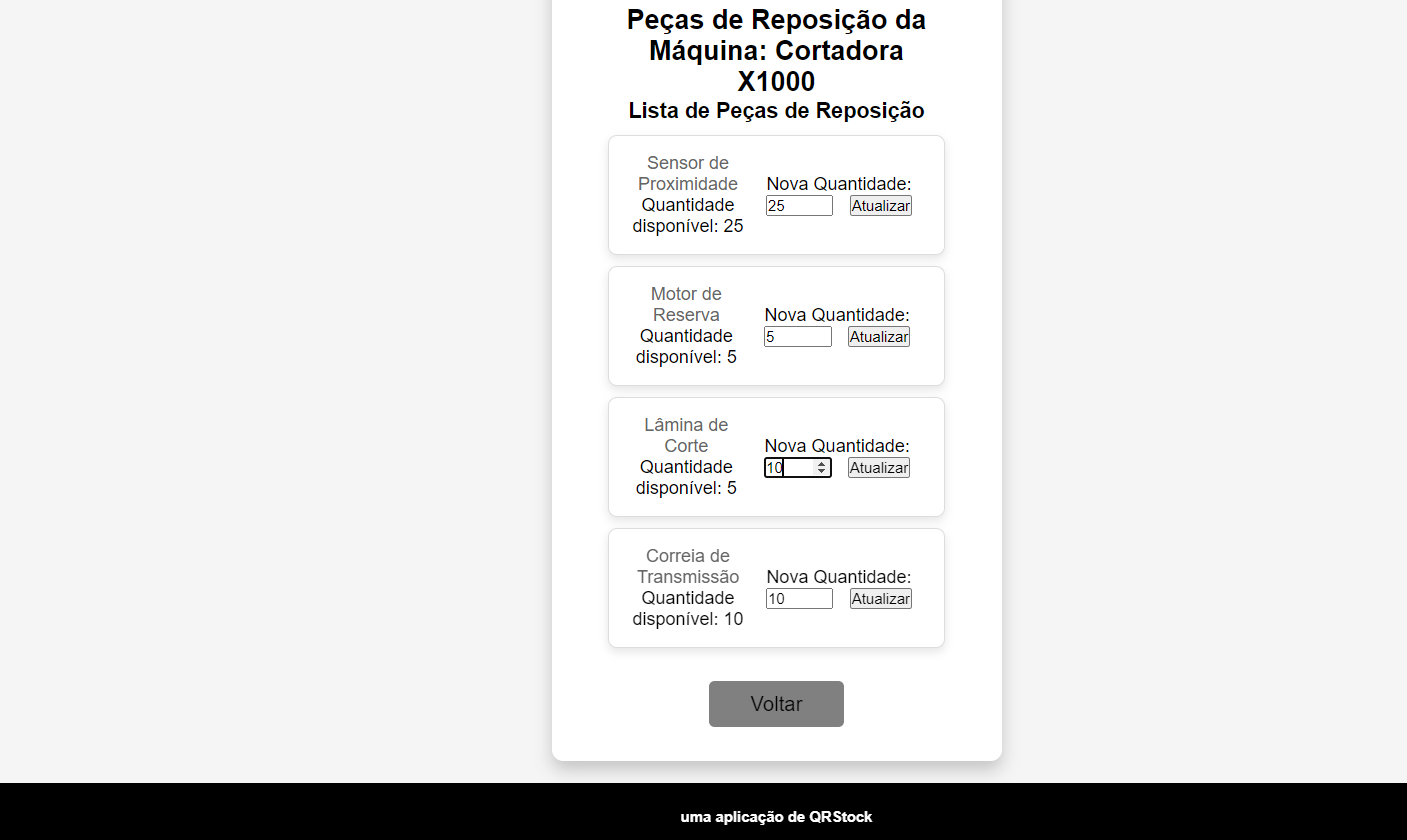 Peças de Reposição da
Máquina: Cortadora
X1000
Lista de Peças de Reposição
Sensor de
Proximidade
Quantidade
disponível: 25
Nova Quantidade:
25 Atualizar
Motor de
Reserva
Quantidade
disponível: 5
Nova Quantidade:
5 Atualizar
Lâmina de
Corte
Quantidade
disponível: 5
Nova Quantidade:
10 Atualizar
Correia de
Transmissão
Quantidade
disponível: 10
Nova Quantidade:
10 Atualizar
Voltar
uma aplicação de QRStock